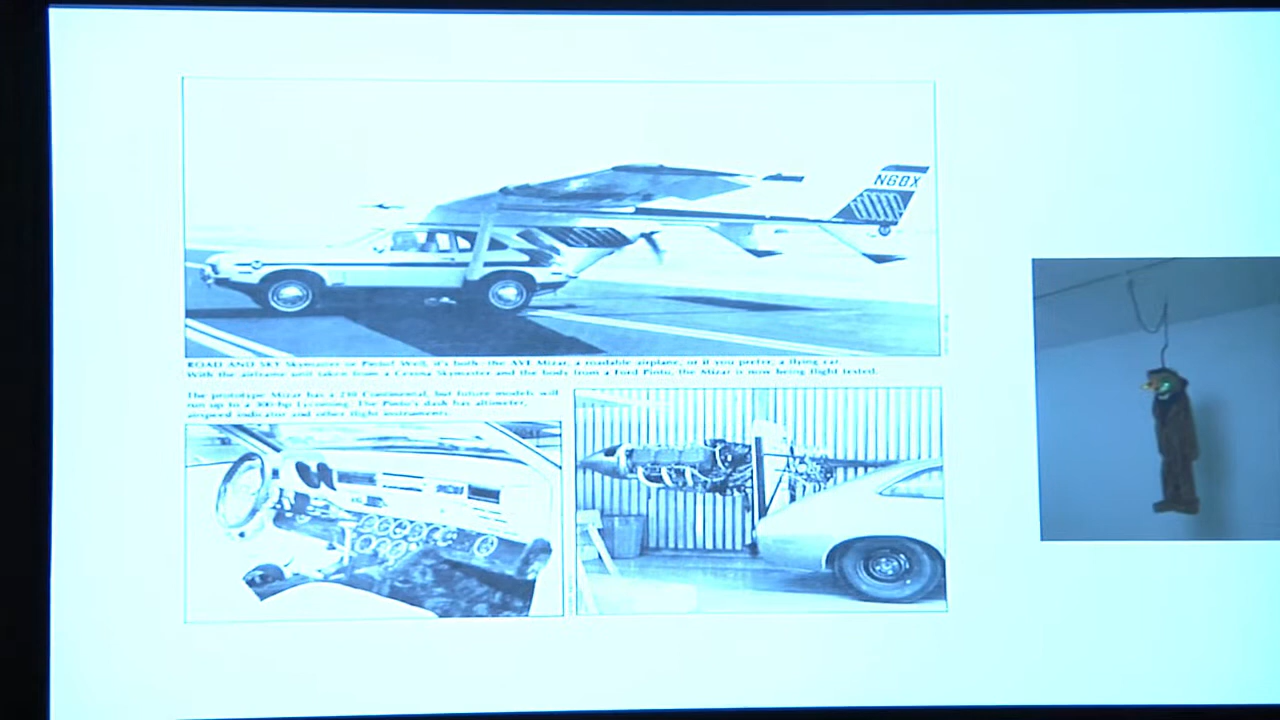 N68X
ROAD AND SKY Skymaster or Pinto? Well, it's both—the AVE Mizar, a roadable airplane, or if you prefer, a flying car.
With the airframe unit taken from a Cessna Skymaster and the body from a Ford Pinto, the Mizar is now being flight tested.
The prototype Mizar has a 210 Continental, but future models will
run up to a 300-hp Lycoming. The Pinto's dash has altimeter,
airspeed indicator and other flight instruments.